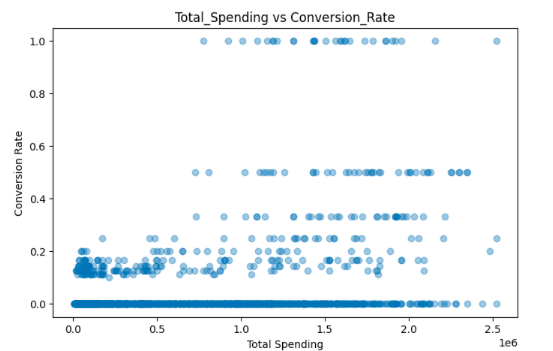 Total_Spending vs Conversion_Rate
1.0
0.8
0.6
0.4
0.2
0.0
Conversion Rate
0.0 0.5 1.0 1.5 2.0 2.5
1e6
Total Spending